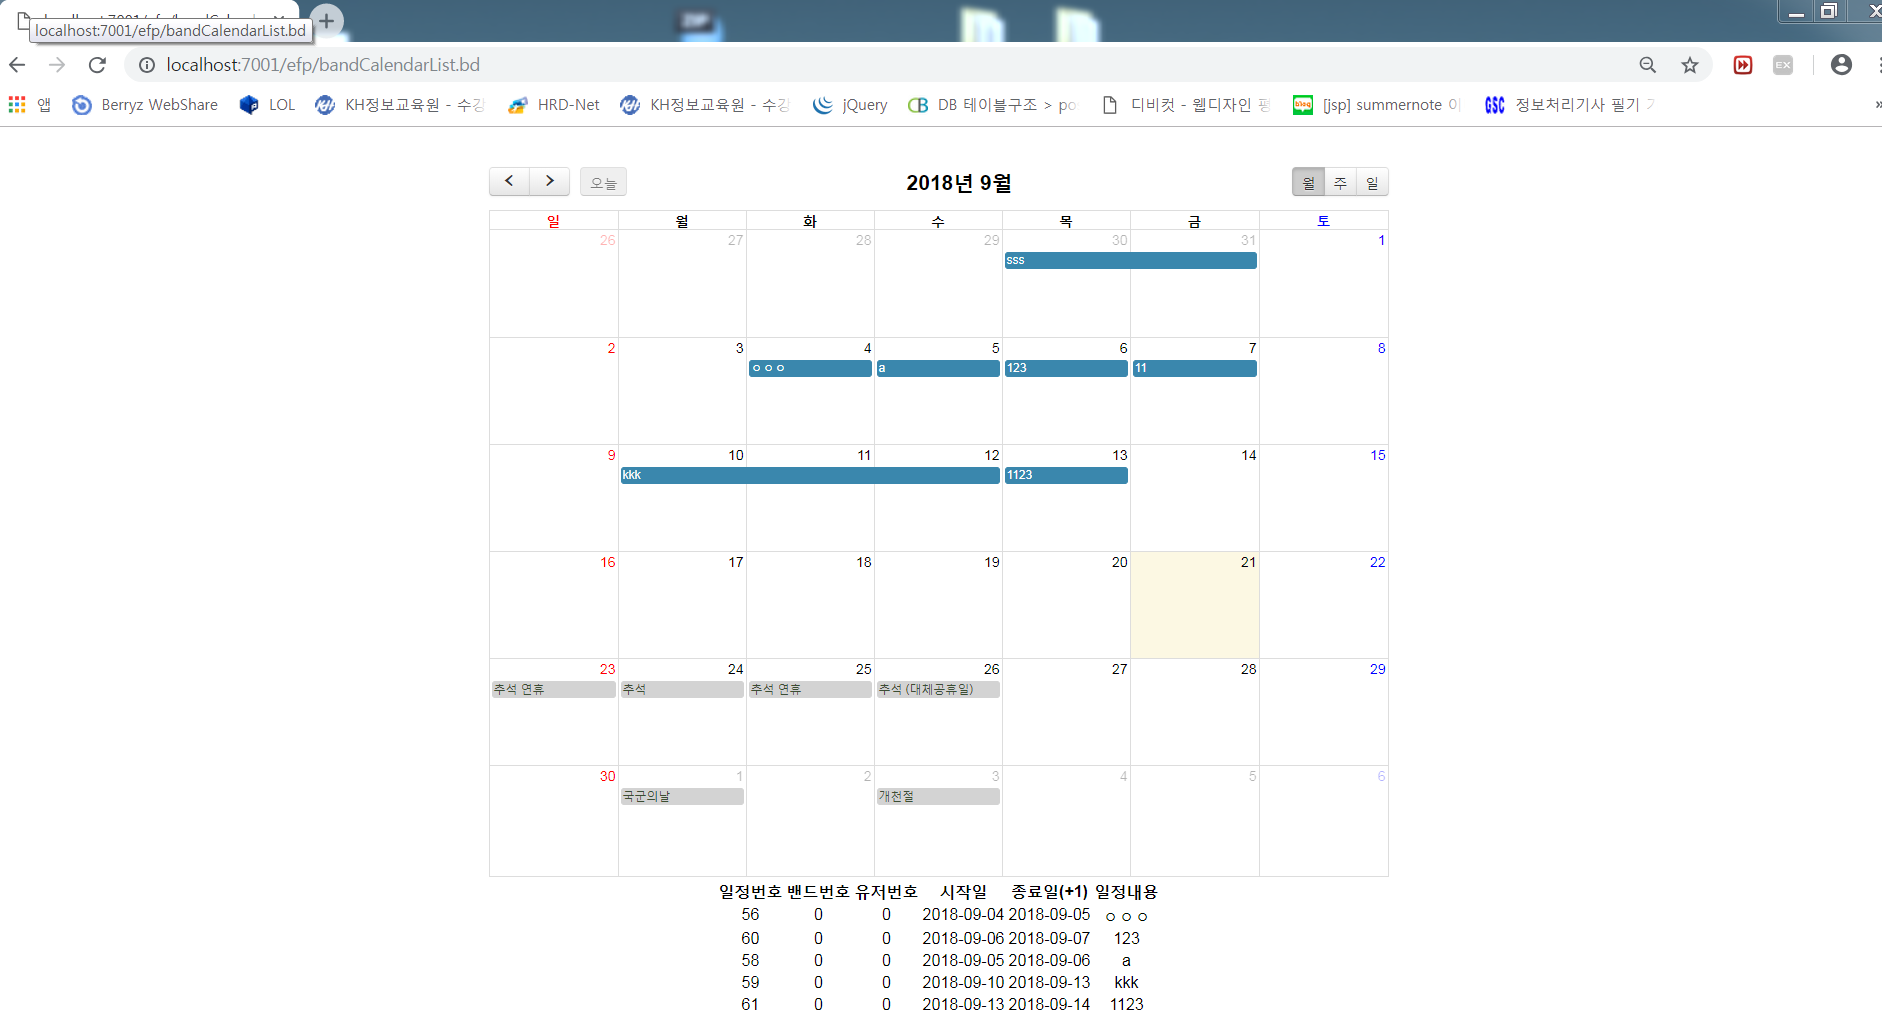 localhost:7001/efp/bandCalendarList.bd
localhost:7001/efp/bandCalendarList.bd
앱 Berryz WebShare LOL KH정보교육원 - 수강 HRD-Net KH정보교육원 - 수강 jQuery DB 테이블구조 > po 디비컷 - 웹디자인 평 [jsp] summernote 이 GSC 정보처리기사 필기 기 »
오늘 2018년 9월 월 주 일
일 월 화 수 목 금 토
26 27 28 29 30 31 1
sss
2 3 4 5 6 7 8
ㅇㅇㅇ a 123 11
9 10 11 12 13 14 15
kkk 1123
16 17 18 19 20 21 22
23 24 25 26 27 28 29
추석 연휴 추석 추석 연휴 추석 (대체공휴일)
30 1 2 3 4 5 6
국군의날 개천절
일정번호 밴드번호 유저번호 시작일 종료일(+1) 일정내용
56 0 0 2018-09-04 2018-09-05 ㅇㅇㅇ
60 0 0 2018-09-06 2018-09-07 123
58 0 0 2018-09-05 2018-09-06 a
59 0 0 2018-09-10 2018-09-13 kkk
61 0 0 2018-09-13 2018-09-14 1123